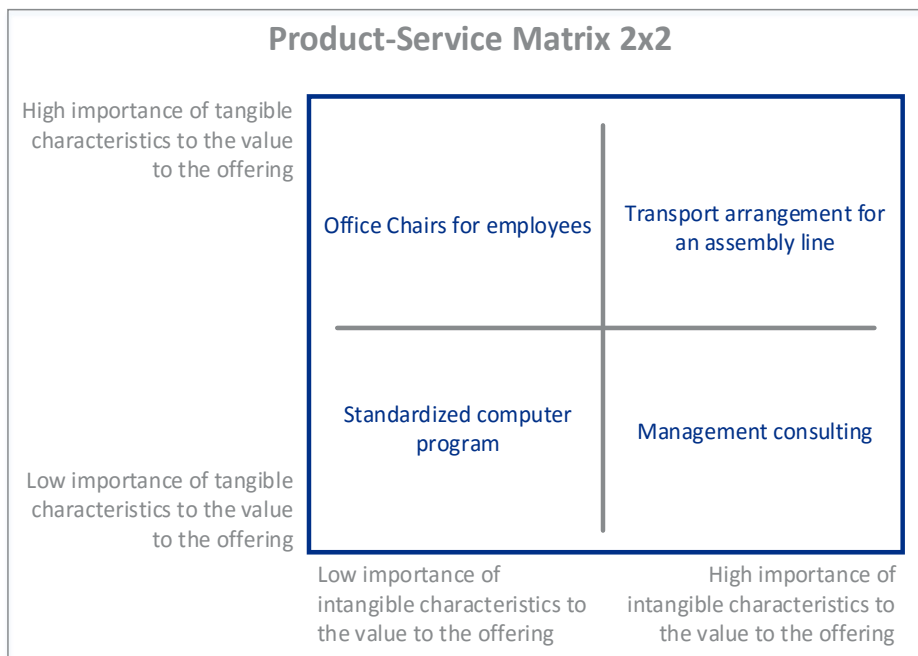 Product-Service Matrix 2x2
High importance of tangible
characteristics to the value
to the offering
Office Chairs for employees
Transport arrangement for
an assembly line
Standardized computer
program
Management consulting
Low importance of tangible
characteristics to the value
to the offering
Low importance of
intangible characteristics to
the value to the offering
High importance of
intangible characteristics to
the value to the offering